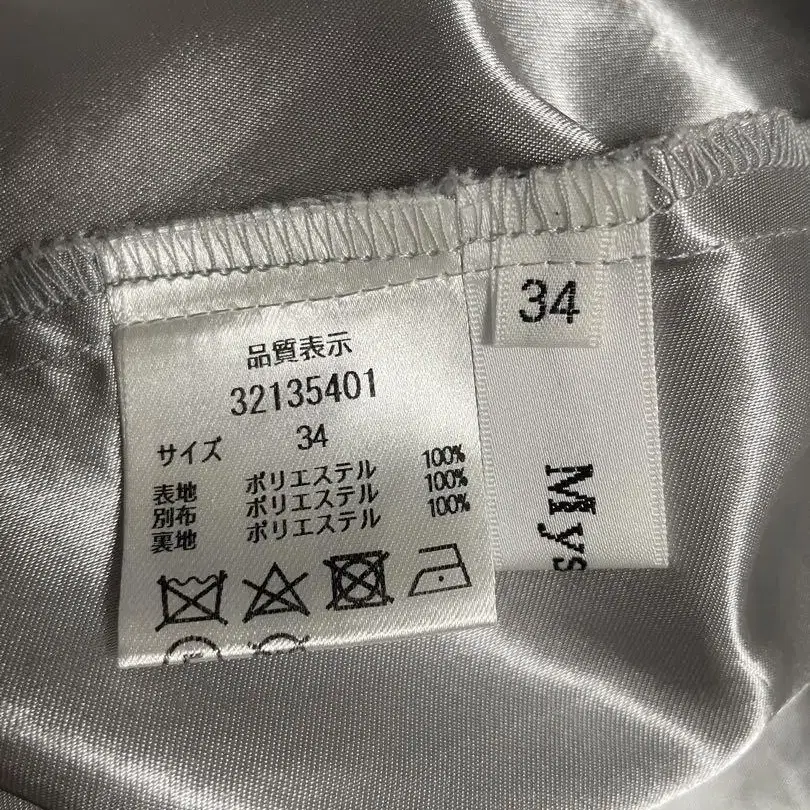 品質表示
32135401
サイズ 34
表地 ポリエステル 100%
別布 ポリエステル 100%
裏地 ポリエステル 100%
34
Mys